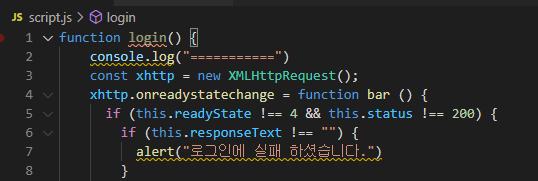 JS script.js > login
1 function login() {
2 console.log("===========")
3 const xhttp = new XMLHttpRequest();
4 xhttp.onreadystatechange = function bar () {
5 if (this.readyState !== 4 && this.status !== 200) {
6 if (this.responseText !== "") {
7 alert("로그인에 실패 하셨습니다.")
8 }